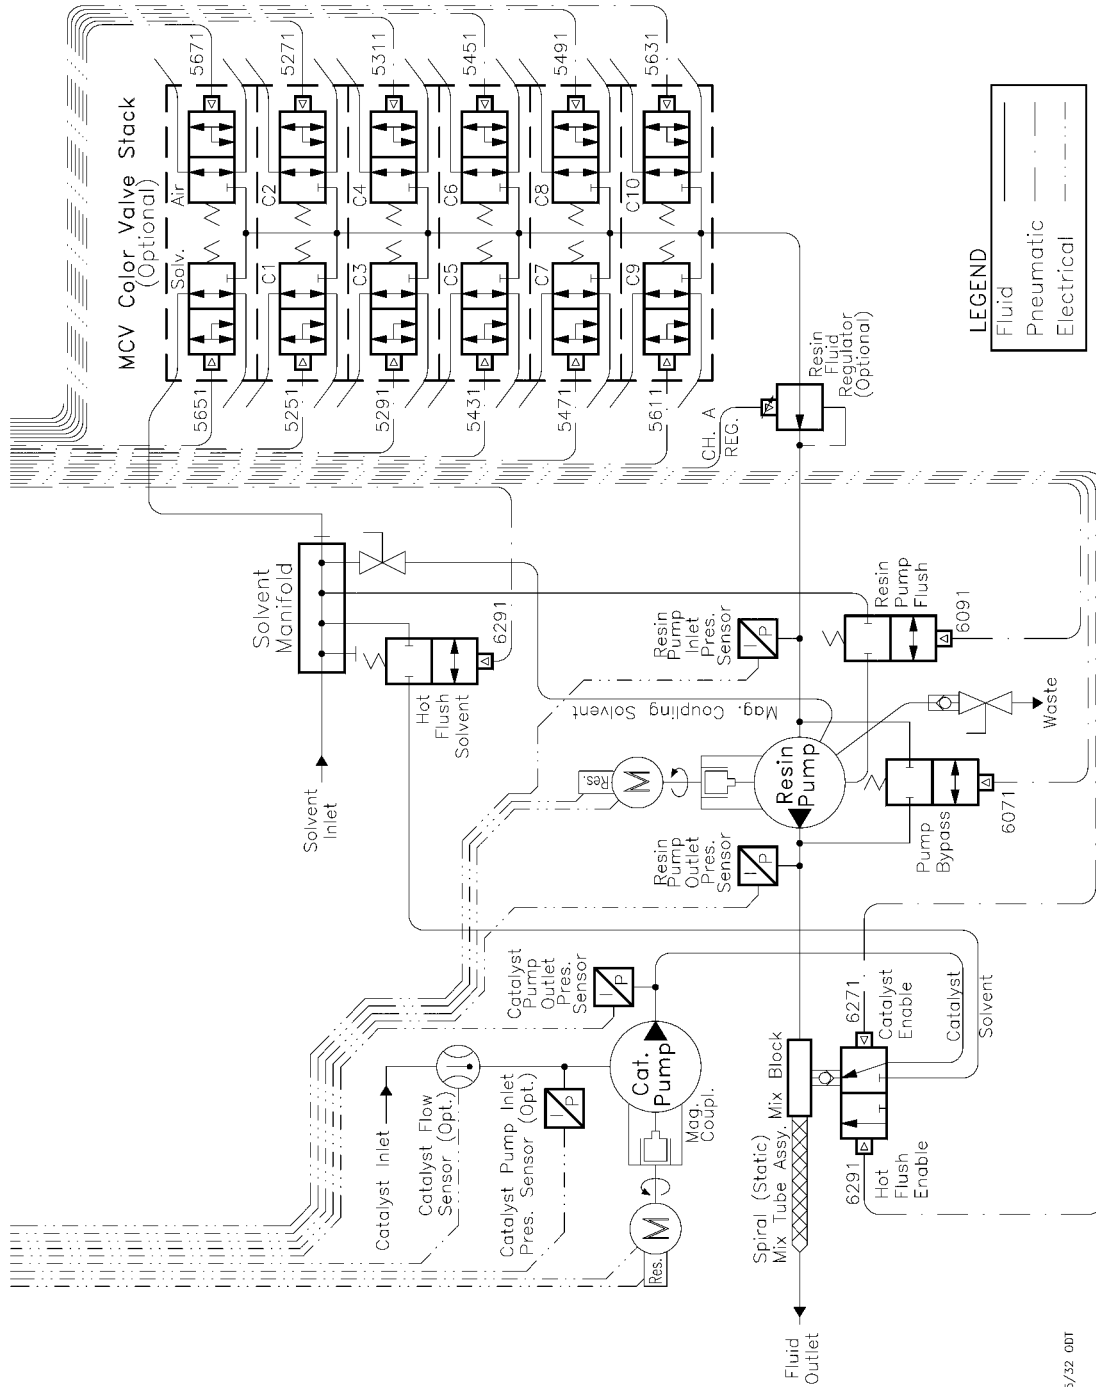 MCV Color Valve Stack
(Optional)
5671
5271
5311
5451
5491
5631
Air
C2
C4
C6
C8
C10
Solv.
C1
C3
C5
C7
C9
5651
5251
5291
5431
5471
5611
CH. A
REG.
Resin
Fluid
Regulator
(Optional)
LEGEND
Fluid
Pneumatic
Electrical
Solvent
Manifold
Solvent
Inlet
Hot
Flush
Solvent
6291
Resin
Pump
Inlet
Pres.
Sensor
I
P
Resin
Pump
Flush
6091
Mag. Coupling Solvent
Waste
Res.
M
Resin
Pump
Pump
Bypass
6071
Resin
Pump
Outlet
Pres.
Sensor
I
P
Catalyst
Pump
Outlet
Pres.
Sensor
I
P
Catalyst Inlet
Catalyst Flow
Sensor (Opt.)
Catalyst Pump Inlet
Pres. Sensor (Opt.)
I
P
Cat.
Pump
Mag.
Coupl.
M
Res.
Mix Block
Spiral (Static)
Mix Tube Assy.
6271
Catalyst
Enable
Catalyst
Solvent
6291
Hot
Flush
Enable
Fluid
Outlet
6/32 ODT